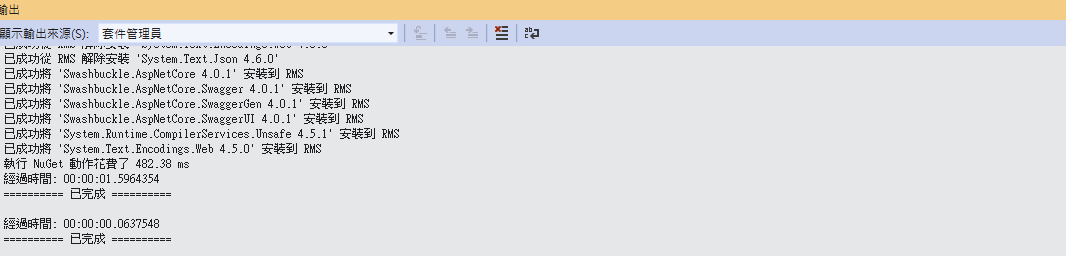 輸出
顯示輸出來源(S): 套件管理員
已成功從 RMS 解除安裝 'System.Text.Json 4.6.0'
已成功將 'Swashbuckle.AspNetCore 4.0.1' 安裝到 RMS
已成功將 'Swashbuckle.AspNetCore.Swagger 4.0.1' 安裝到 RMS
已成功將 'Swashbuckle.AspNetCore.SwaggerGen 4.0.1' 安裝到 RMS
已成功將 'Swashbuckle.AspNetCore.SwaggerUI 4.0.1' 安裝到 RMS
已成功將 'System.Runtime.CompilerServices.Unsafe 4.5.1' 安裝到 RMS
已成功將 'System.Text.Encodings.Web 4.5.0' 安裝到 RMS
執行 NuGet 動作花費了 482.38 ms
經過時間: 00:00:01.5964354
========== 已完成 ==========
經過時間: 00:00:00.0637548
========== 已完成 ==========